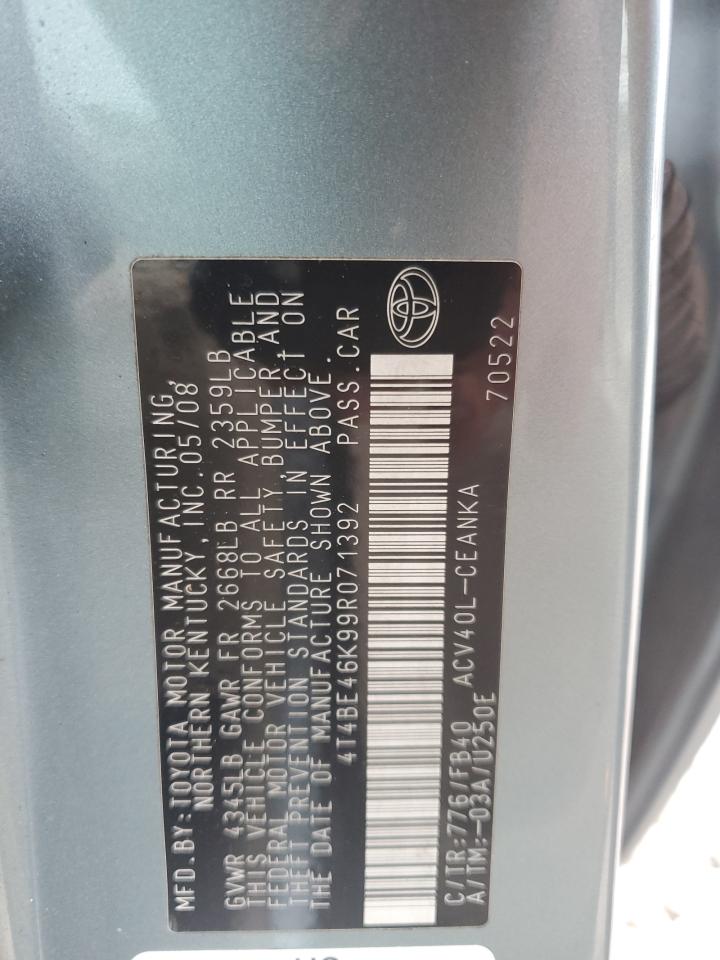 MFD.BY:TOYOTA MOTOR MANUFACTURING,
NORTHERN KENTUCKY,INC.05/08
GVWR 4345LB GAWR FR 2668LB RR 2359LB
THIS VEHICLE CONFORMS TO ALL APPLICABLE
FEDERAL MOTOR VEHICLE SAFETY,BUMPER,AND
THEFT PREVENTION STANDARDS IN EFFECT ON
THE DATE OF MANUFACTURE SHOWN ABOVE.
4T4BE46K99R071392 PASS.CAR
C/TR:776/FB40 ACV40L-CEANKA
A/TM:-03A/U250E 70522